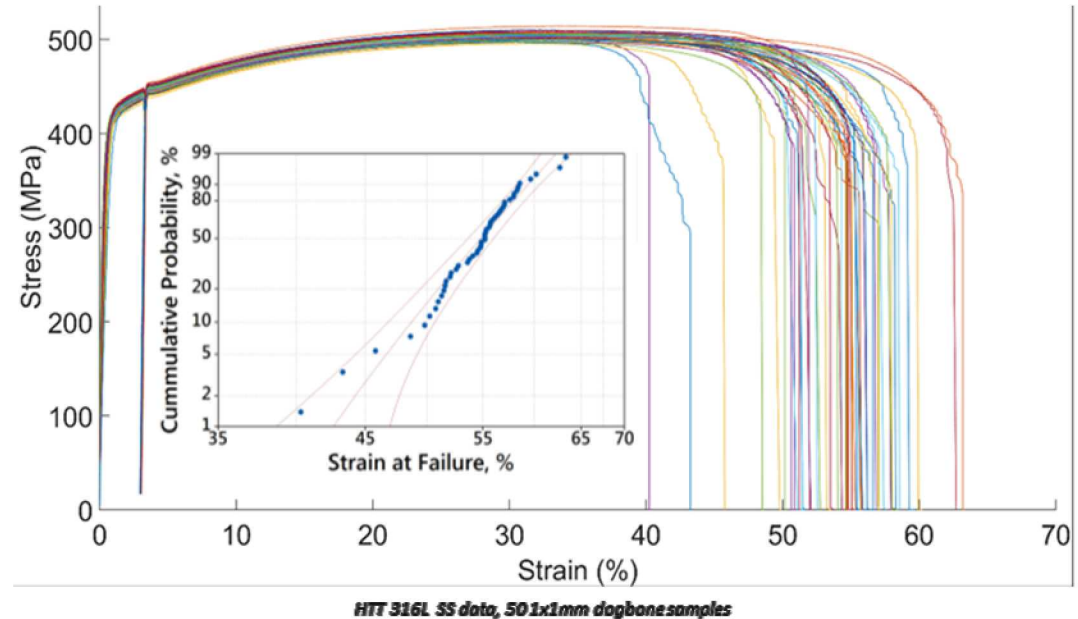 500
400
300
200
100
0
Stress (MPa)
0 10 20 30 40 50 60 70
Strain (%)
99
90
80
50
20
10
5
2
1
Cummulative Probability, %
35 45 55 65 70
Strain at Failure, %
HTT 316L SS data, 50 1x1mm dogbone samples